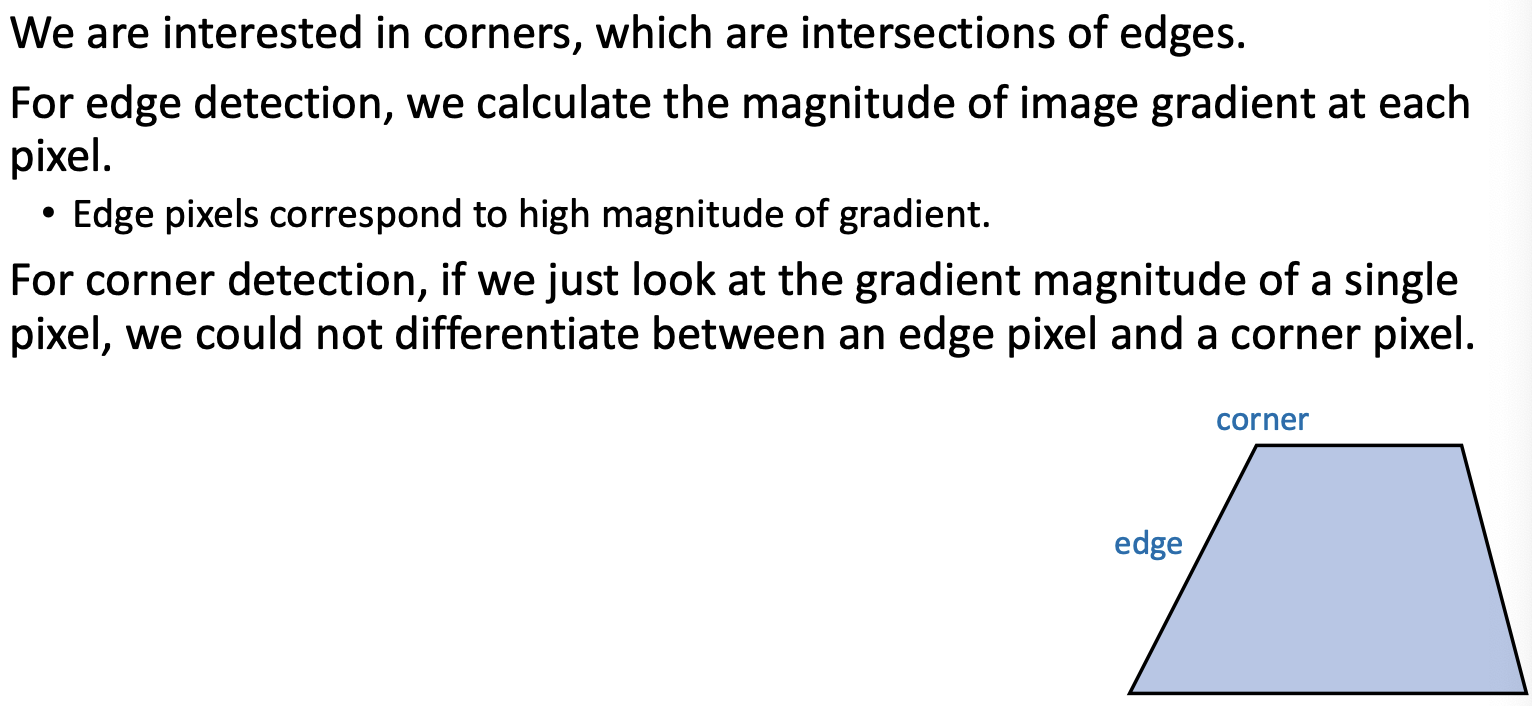 We are interested in corners, which are intersections of edges.
For edge detection, we calculate the magnitude of image gradient at each
pixel.
• Edge pixels correspond to high magnitude of gradient.
For corner detection, if we just look at the gradient magnitude of a single
pixel, we could not differentiate between an edge pixel and a corner pixel.
corner
edge